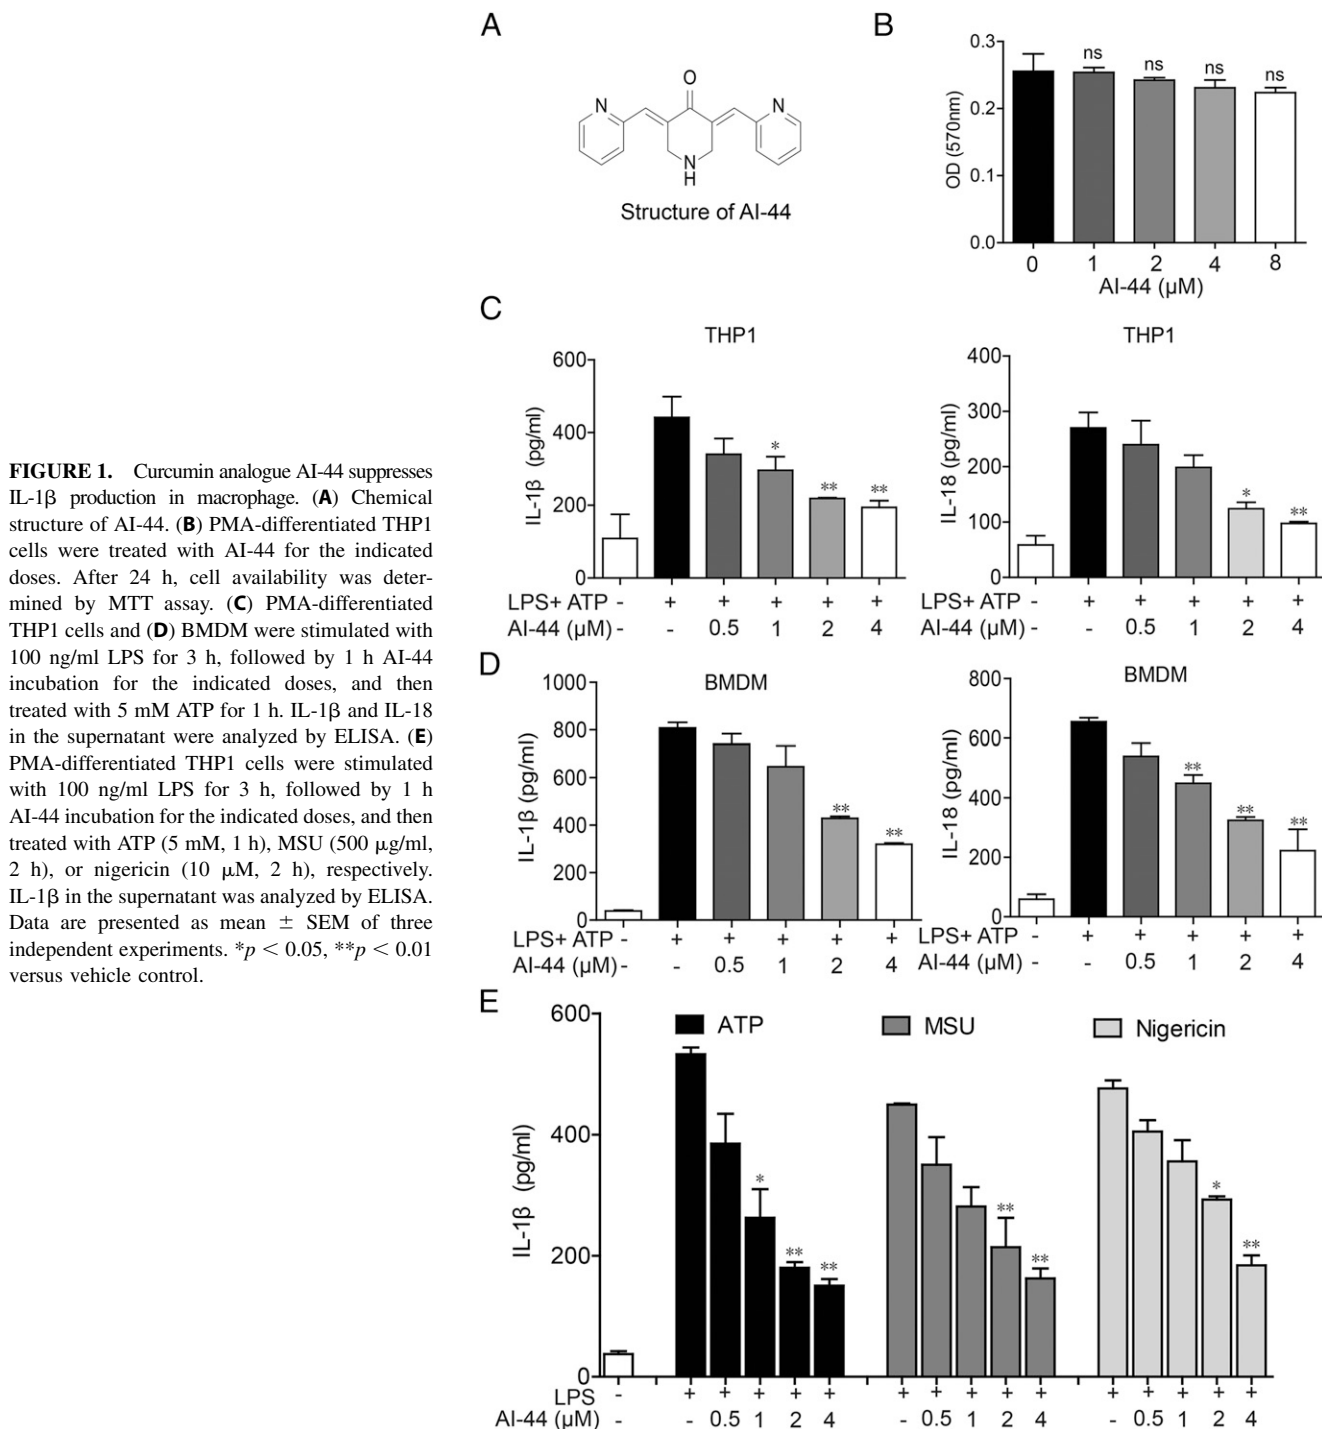 A
O
N
N
N
H
Structure of AI-44
B
0.3
0.2
0.1
0.0
OD (570nm)
ns
ns
ns
ns
0 1 2 4 8
AI-44 (μM)
C
THP1
600
400
200
0
IL-1β (pg/ml)
*
**
**
LPS+ ATP - + + + + +
AI-44 (μM) - - 0.5 1 2 4
THP1
400
300
200
100
0
IL-18 (pg/ml)
*
**
LPS+ ATP - + + + + +
AI-44 (μM) - - 0.5 1 2 4
FIGURE 1. Curcumin analogue AI-44 suppresses
IL-1β production in macrophage. (A) Chemical
structure of AI-44. (B) PMA-differentiated THP1
cells were treated with AI-44 for the indicated
doses. After 24 h, cell availability was deter-
mined by MTT assay. (C) PMA-differentiated
THP1 cells and (D) BMDM were stimulated with
100 ng/ml LPS for 3 h, followed by 1 h AI-44
incubation for the indicated doses, and then
treated with 5 mM ATP for 1 h. IL-1β and IL-18
in the supernatant were analyzed by ELISA. (E)
PMA-differentiated THP1 cells were stimulated
with 100 ng/ml LPS for 3 h, followed by 1 h
AI-44 incubation for the indicated doses, and then
treated with ATP (5 mM, 1 h), MSU (500 μg/ml,
2 h), or nigericin (10 μM, 2 h), respectively.
IL-1β in the supernatant was analyzed by ELISA.
Data are presented as mean ± SEM of three
independent experiments. *p < 0.05, **p < 0.01
versus vehicle control.
D
BMDM
1000
800
600
400
200
0
IL-1β (pg/ml)
**
**
LPS+ ATP - + + + + +
AI-44 (μM) - - 0.5 1 2 4
BMDM
800
600
400
200
0
IL-18 (pg/ml)
**
**
**
LPS+ ATP - + + + + +
AI-44 (μM) - - 0.5 1 2 4
E
600
400
200
0
IL-1β (pg/ml)
ATP
MSU
Nigericin
*
**
**
**
**
*
**
LPS - + + + + + + + + + + + + + + +
AI-44 (μM) - - 0.5 1 2 4 - 0.5 1 2 4 - 0.5 1 2 4